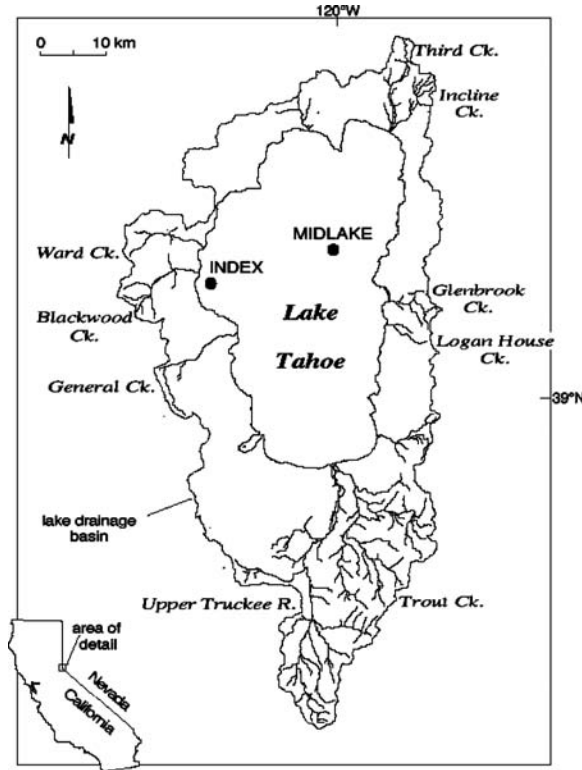 120°W
0 10 km
N
Third Ck.
Incline
Ck.
MIDLAKE
Ward Ck.
INDEX
Glenbrook
Ck.
Lake
Tahoe
Blackwood
Ck.
Logan House
Ck.
General Ck.
39°N
lake drainage
basin
Upper Truckee R.
Trout Ck.
area of
detail
Nevada
California